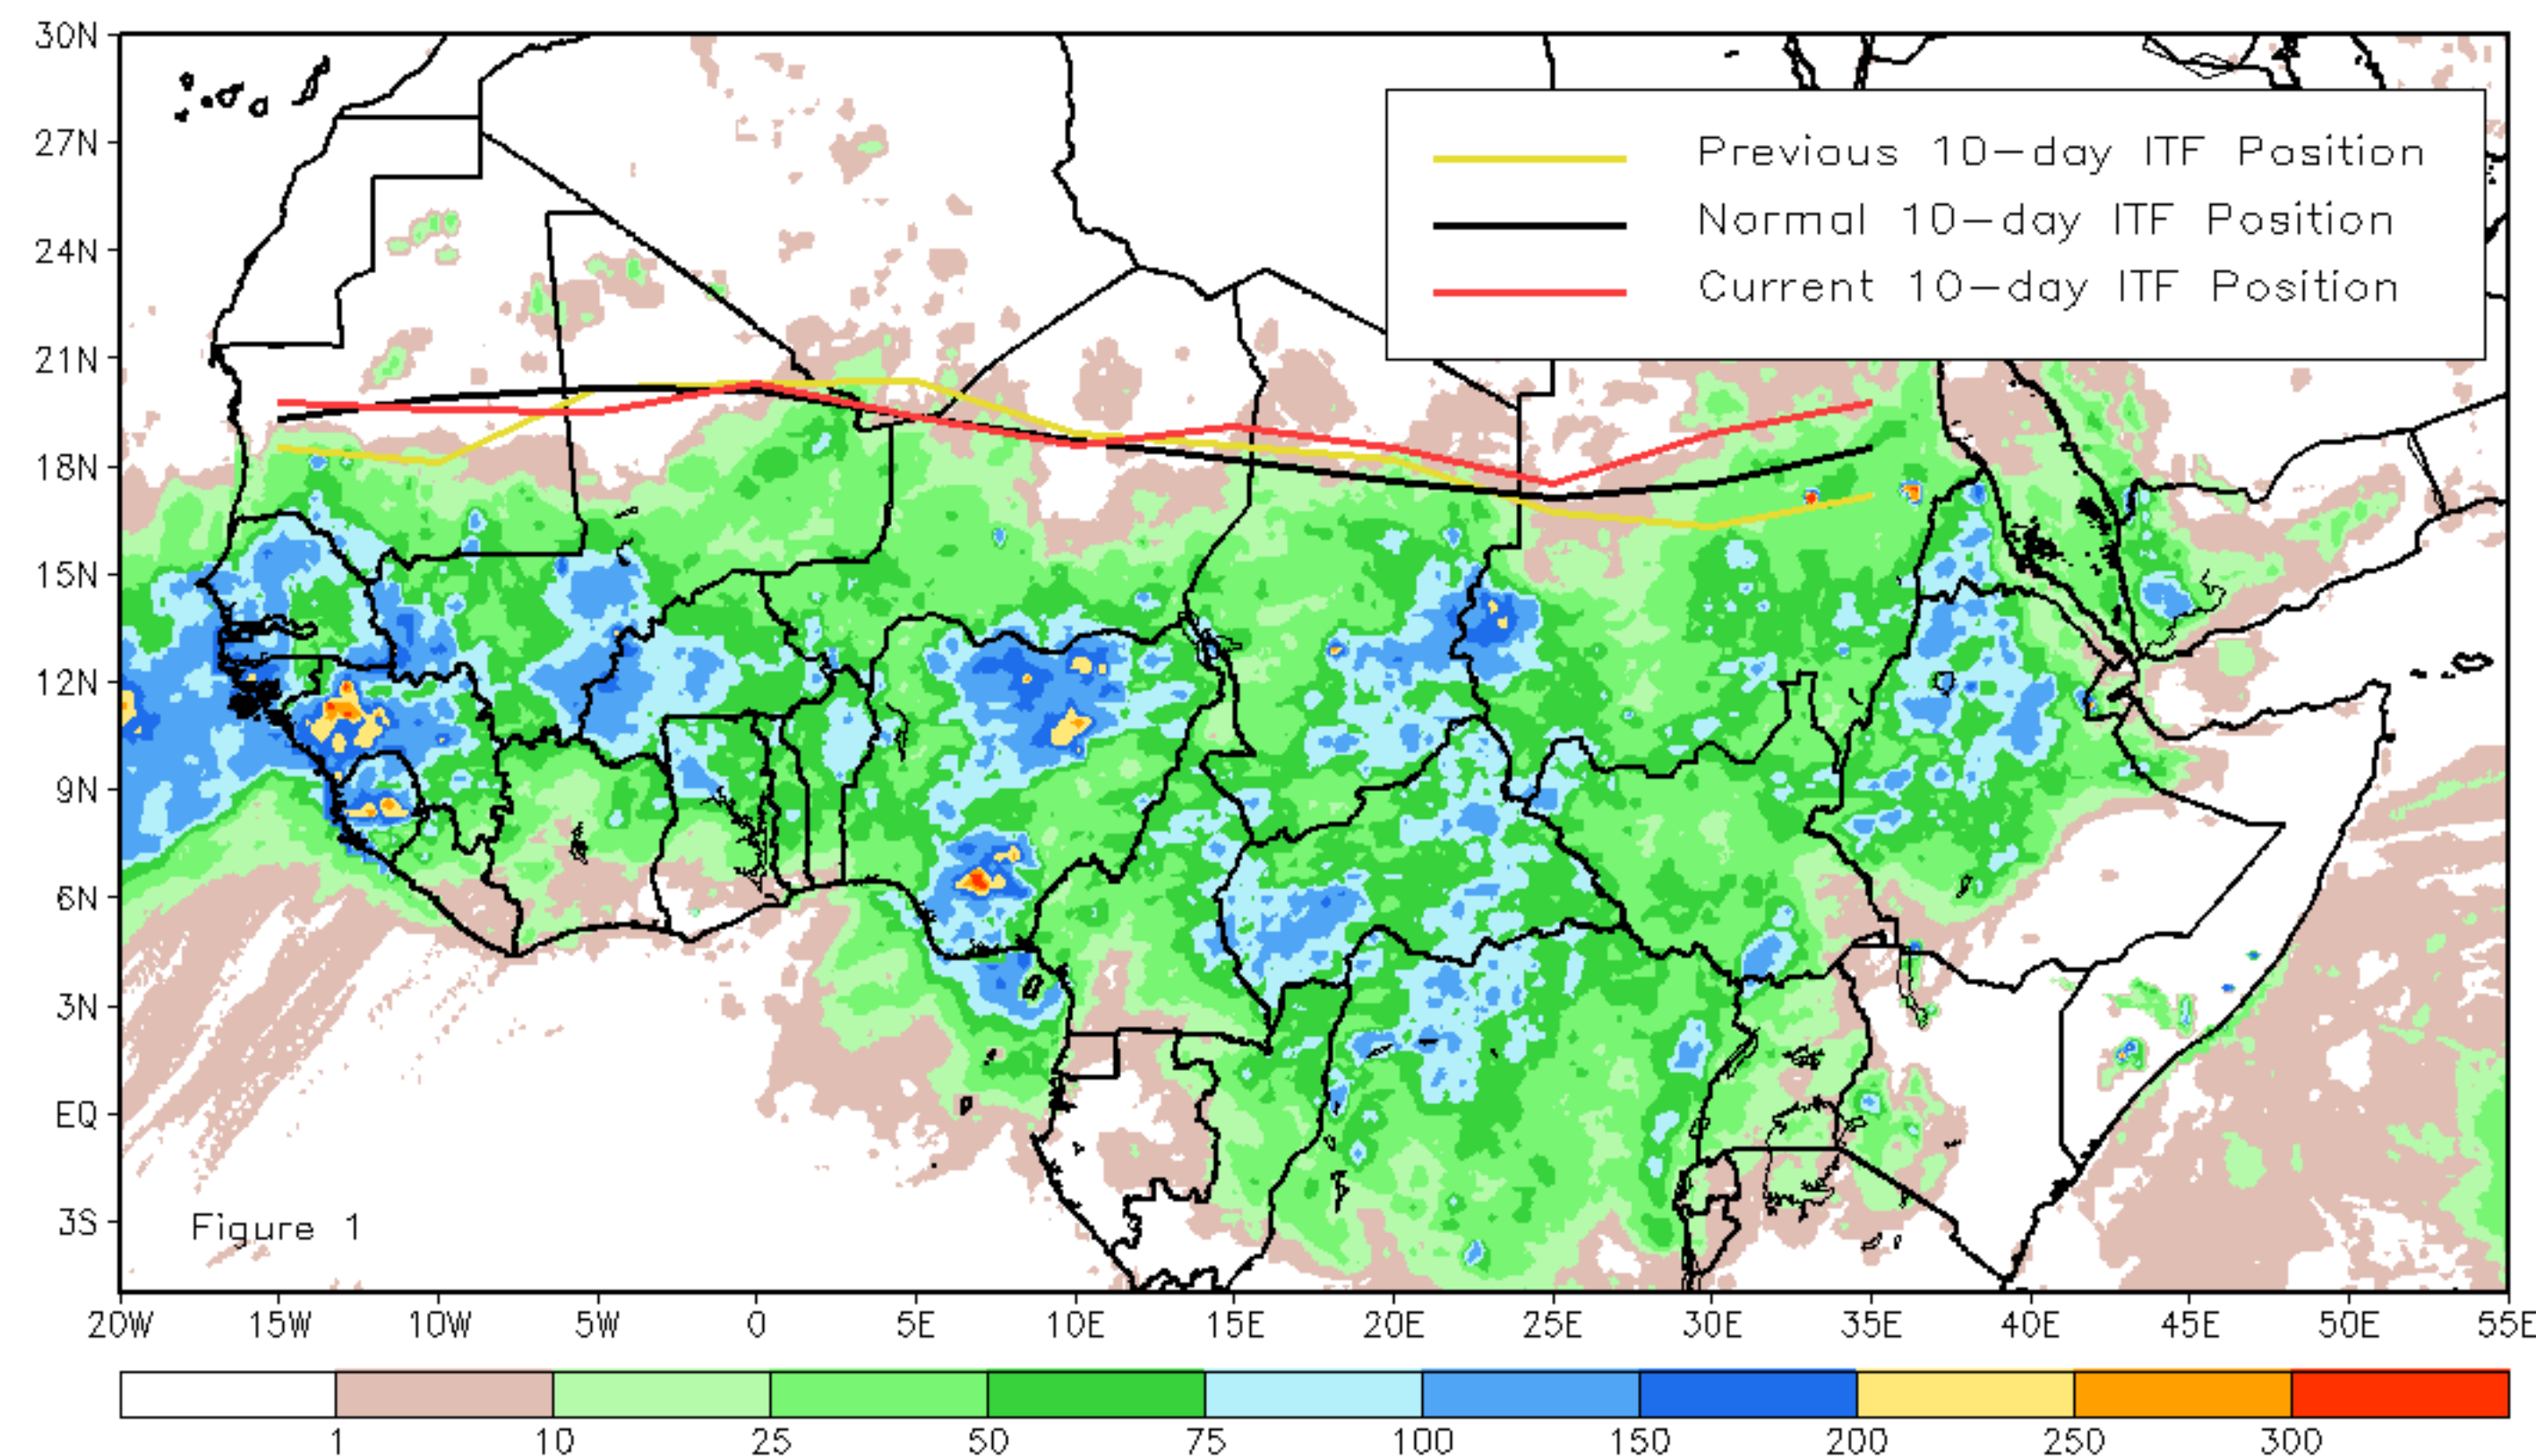 30N
27N
24N
21N
18N
15N
12N
9N
6N
3N
EQ
3S
Previous 10-day ITF Position
Normal 10-day ITF Position
Current 10-day ITF Position
Figure 1
20W 15W 10W 5W 0 5E 10E 15E 20E 25E 30E 35E 40E 45E 50E 55E
1 10 25 50 75 100 150 200 250 300